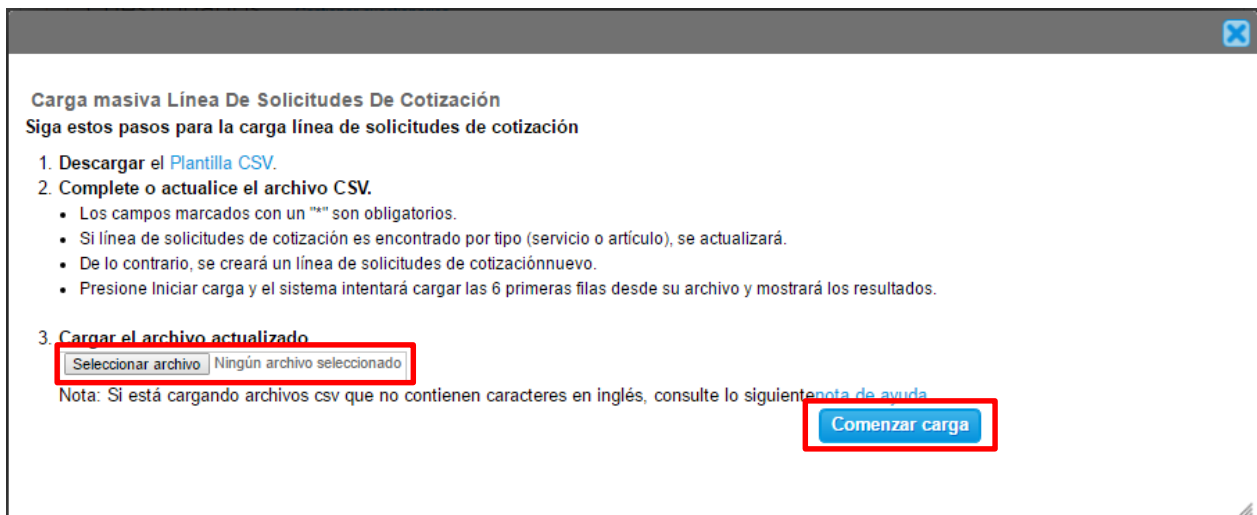 Carga masiva Línea De Solicitudes De Cotización
Siga estos pasos para la carga línea de solicitudes de cotización
1. Descargar el Plantilla CSV.
2. Complete o actualice el archivo CSV.
• Los campos marcados con un "*" son obligatorios.
• Si línea de solicitudes de cotización es encontrado por tipo (servicio o artículo), se actualizará.
• De lo contrario, se creará un línea de solicitudes de cotizaciónnuevo.
• Presione Iniciar carga y el sistema intentará cargar las 6 primeras filas desde su archivo y mostrará los resultados.
3. Cargar el archivo actualizado
Seleccionar archivo Ningún archivo seleccionado
Nota: Si está cargando archivos csv que no contienen caracteres en inglés, consulte lo siguientenota de ayuda
Comenzar carga